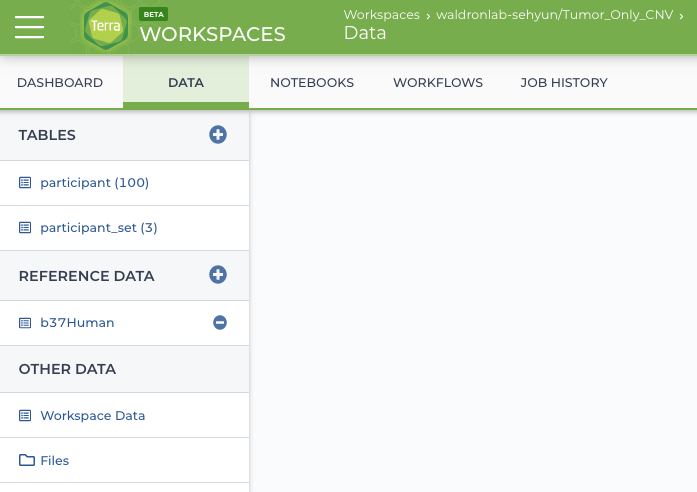 Terra
BETA
WORKSPACES
Workspaces › waldronlab-sehyun/Tumor_Only_CNV ›
Data
DASHBOARD DATA NOTEBOOKS WORKFLOWS JOB HISTORY
TABLES
participant (100)
participant_set (3)
REFERENCE DATA
b37Human
OTHER DATA
Workspace Data
Files